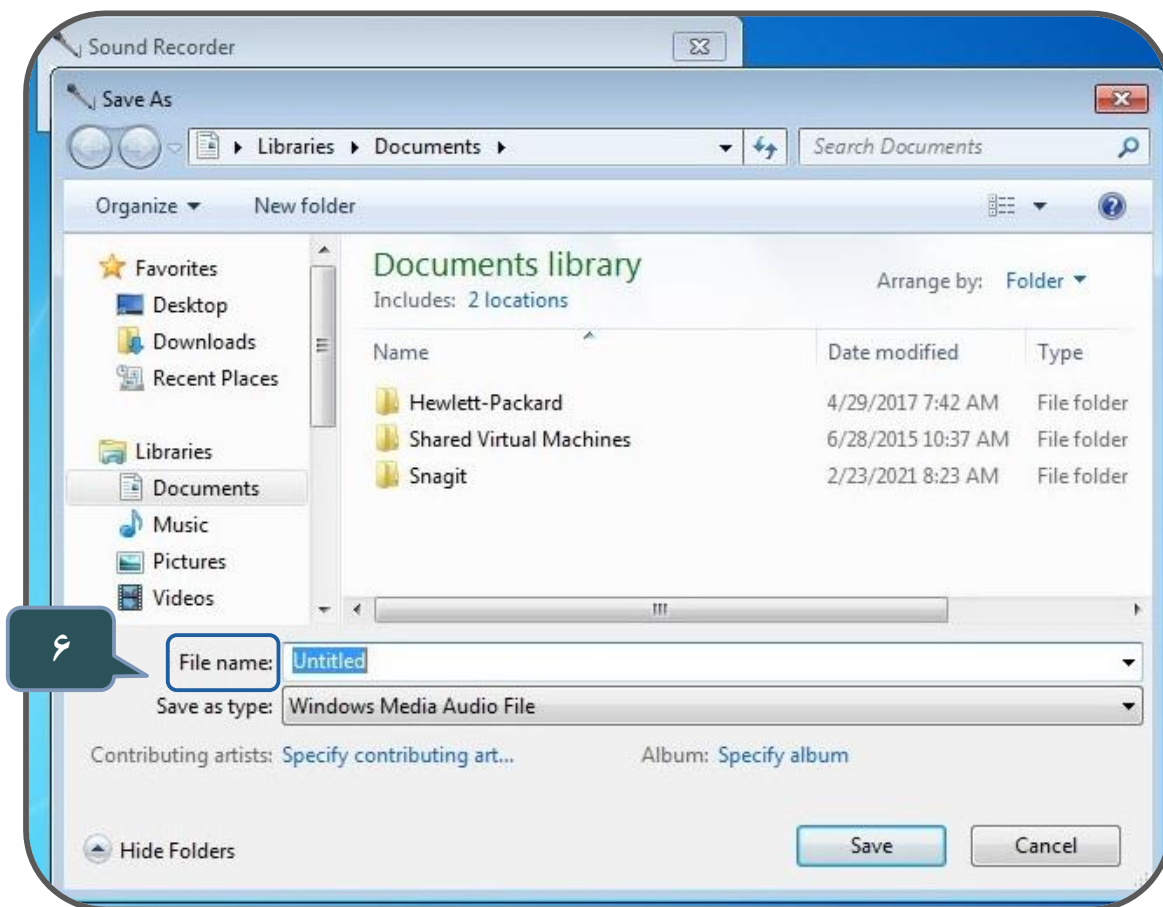 Sound Recorder
Save As
Libraries Documents
Search Documents
Organize New folder
Favorites
Desktop
Downloads
Recent Places
Libraries
Documents
Music
Pictures
Videos
Documents library
Includes: 2 locations
Arrange by: Folder
Name Date modified Type
Hewlett-Packard 4/29/2017 7:42 AM File folder
Shared Virtual Machines 6/28/2015 10:37 AM File folder
Snagit 2/23/2021 8:23 AM File folder
۶
File name: Untitled
Save as type: Windows Media Audio File
Contributing artists: Specify contributing art... Album: Specify album
Hide Folders Save Cancel